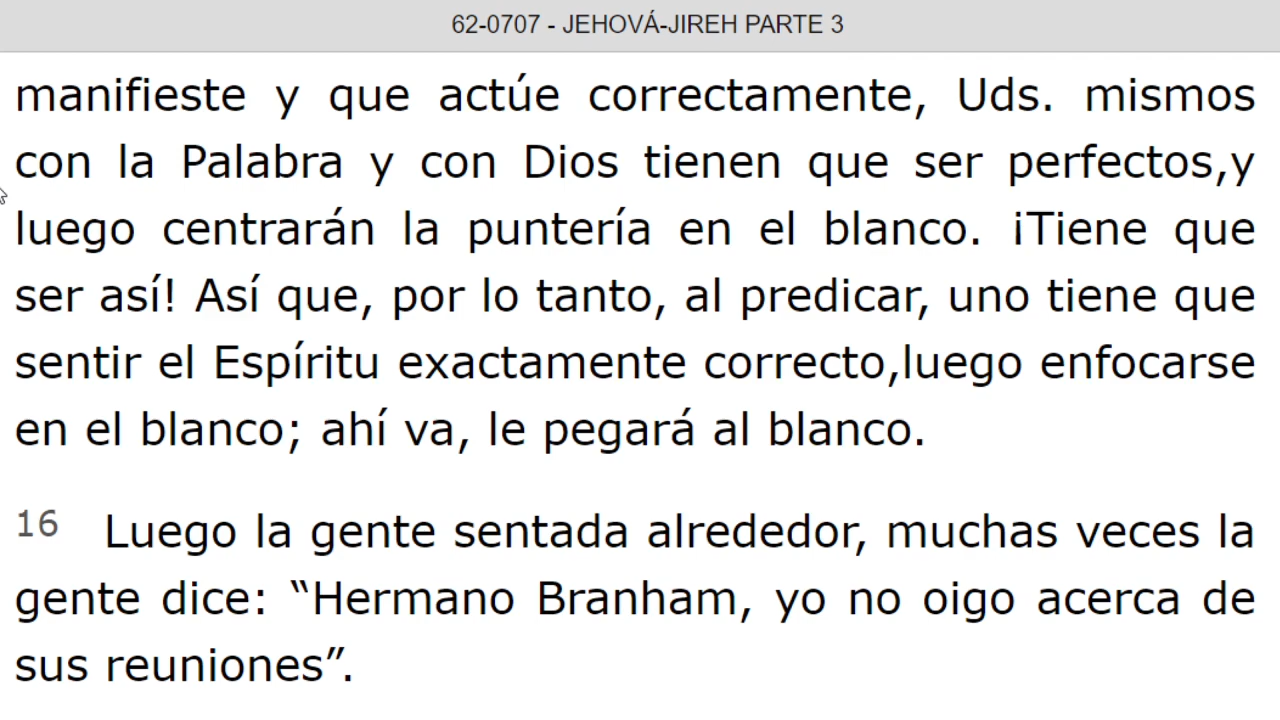 62-0707 - JEHOVÁ-JIREH PARTE 3
manifieste y que actúe correctamente, Uds. mismos
con la Palabra y con Dios tienen que ser perfectos,y
luego centrarán la puntería en el blanco. ¡Tiene que
ser así! Así que, por lo tanto, al predicar, uno tiene que
sentir el Espíritu exactamente correcto,luego enfocarse
en el blanco; ahí va, le pegará al blanco.
16 Luego la gente sentada alrededor, muchas veces la
gente dice: “Hermano Branham, yo no oigo acerca de
sus reuniones”.